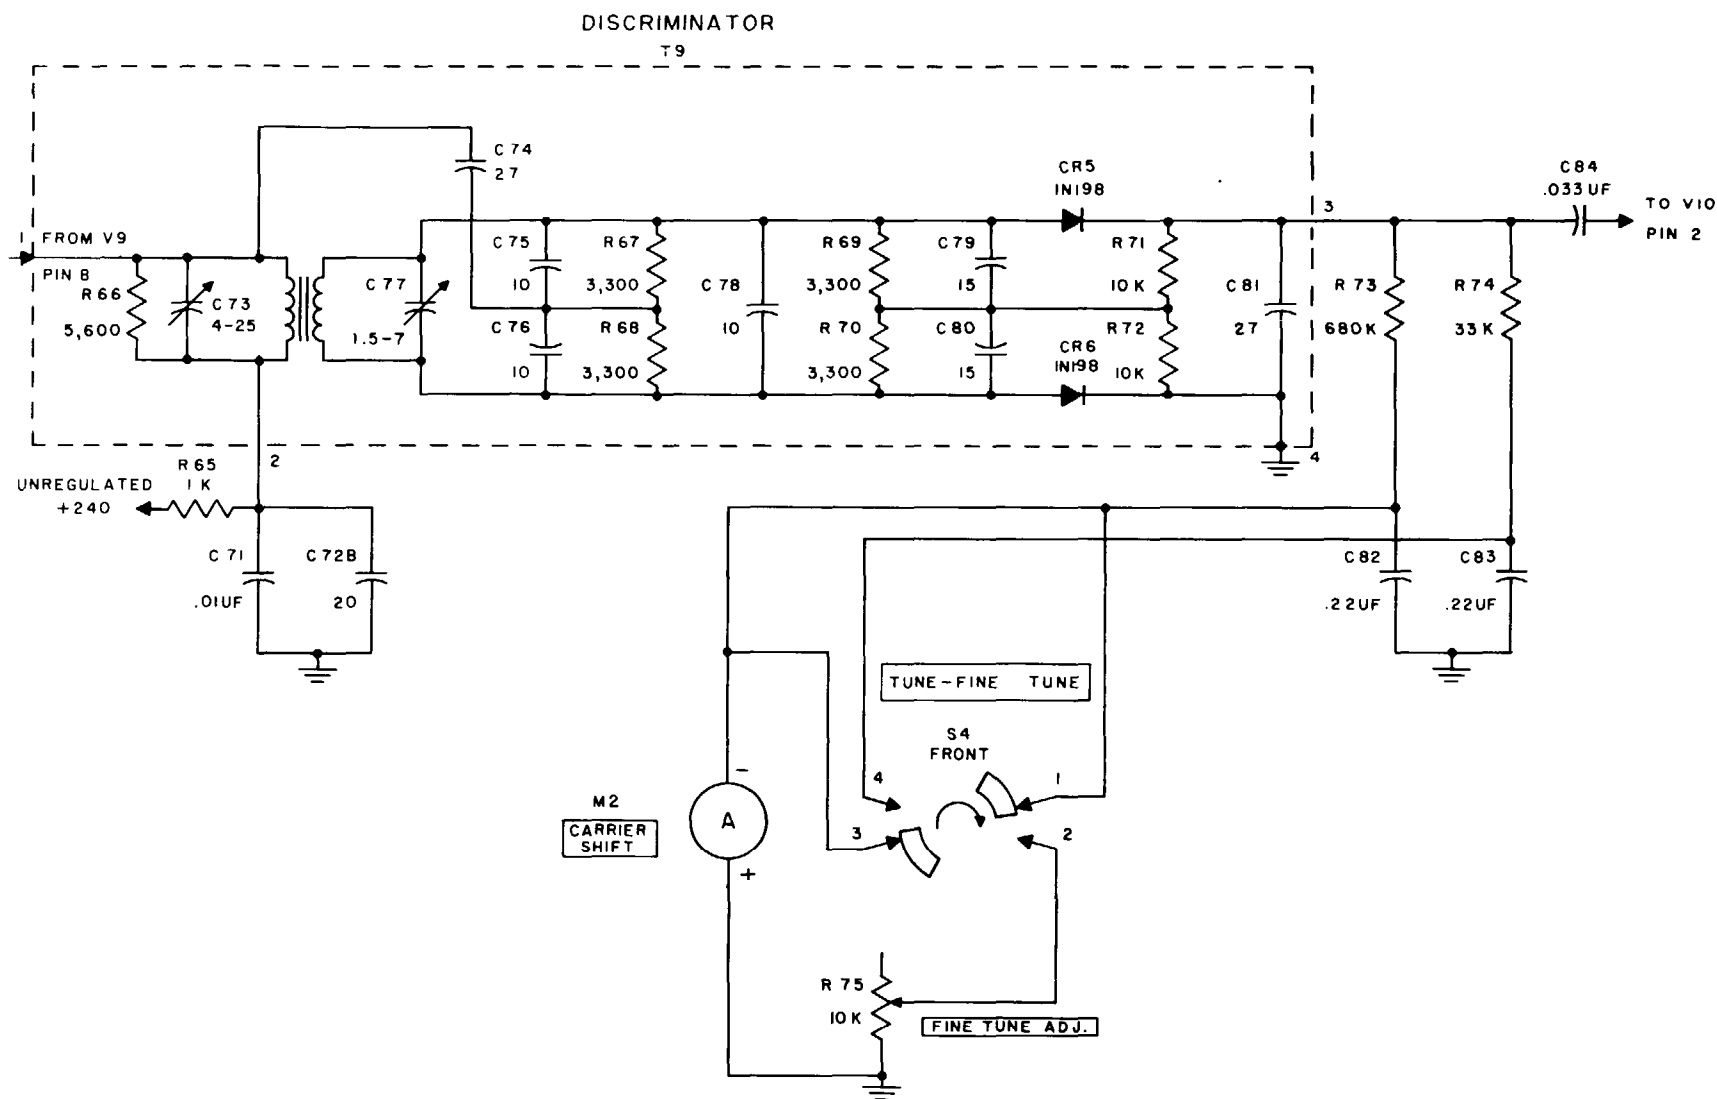 DISCRIMINATOR
T9
C74
27
CR5
IN198
C84
.033UF
TO V10
PIN 2
1
FROM V9
PIN 8
3
R66
5,600
C73
4-25
C77
1.5-7
C75
10
R67
3,300
C78
10
R69
3,300
C79
15
R71
10K
C81
27
R73
680K
R74
33K
C76
10
R68
3,300
R70
3,300
C80
15
CR6
IN198
R72
10K
2
4
R65
1K
UNREGULATED
+240
C71
.01UF
C72B
20
C82
.22UF
C83
.22UF
TUNE-FINE TUNE
S4
FRONT
4
1
3
2
M2
CARRIER
SHIFT
-
A
+
R75
10K
FINE TUNE ADJ.